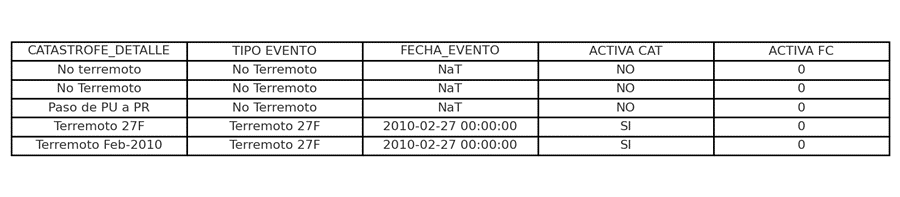 CATASTROFE_DETALLE TIPO EVENTO FECHA_EVENTO ACTIVA CAT ACTIVA FC
No terremoto No Terremoto NaT NO 0
No Terremoto No Terremoto NaT NO 0
Paso de PU a PR No Terremoto NaT NO 0
Terremoto 27F Terremoto 27F 2010-02-27 00:00:00 SI 0
Terremoto Feb-2010 Terremoto 27F 2010-02-27 00:00:00 SI 0